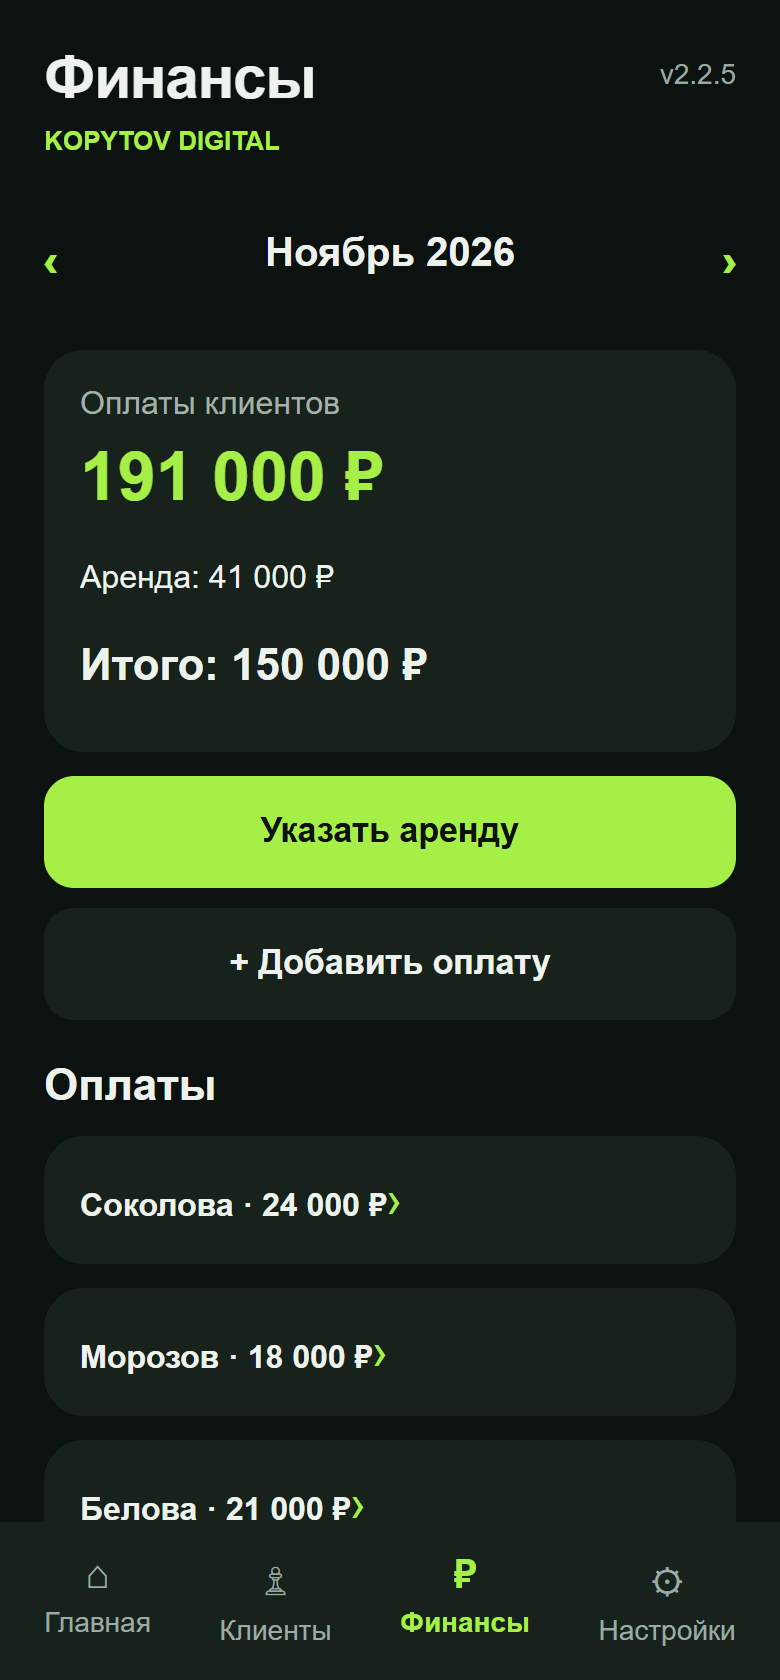 Финансы
v2.2.5
KOPYTOV DIGITAL
‹ Ноябрь 2026 ›
Оплаты клиентов
191 000 ₽
Аренда: 41 000 ₽
Итого: 150 000 ₽
Указать аренду
+ Добавить оплату
Оплаты
Соколова · 24 000 ₽›
Морозов · 18 000 ₽›
Белова · 21 000 ₽›
₽
Главная
Клиенты
Финансы
Настройки